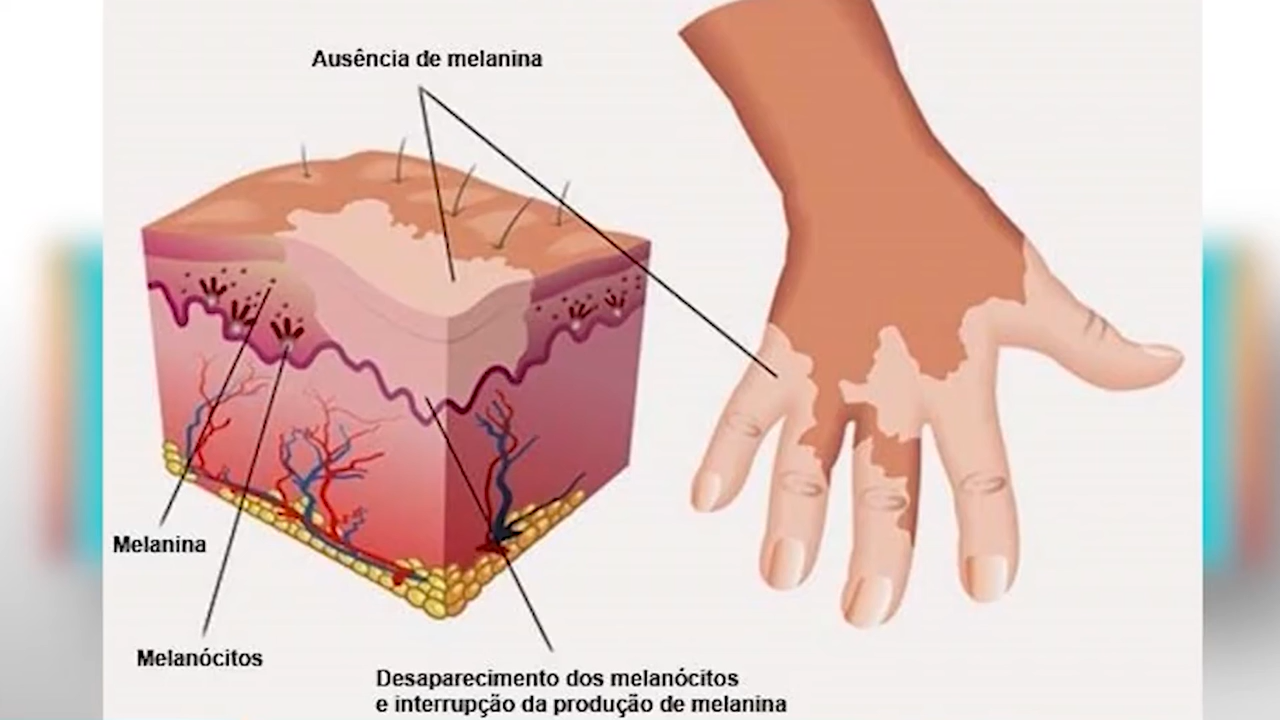 Ausência de melanina
Melanina
Melanócitos
Desaparecimento dos melanócitos
e interrupção da produção de melanina